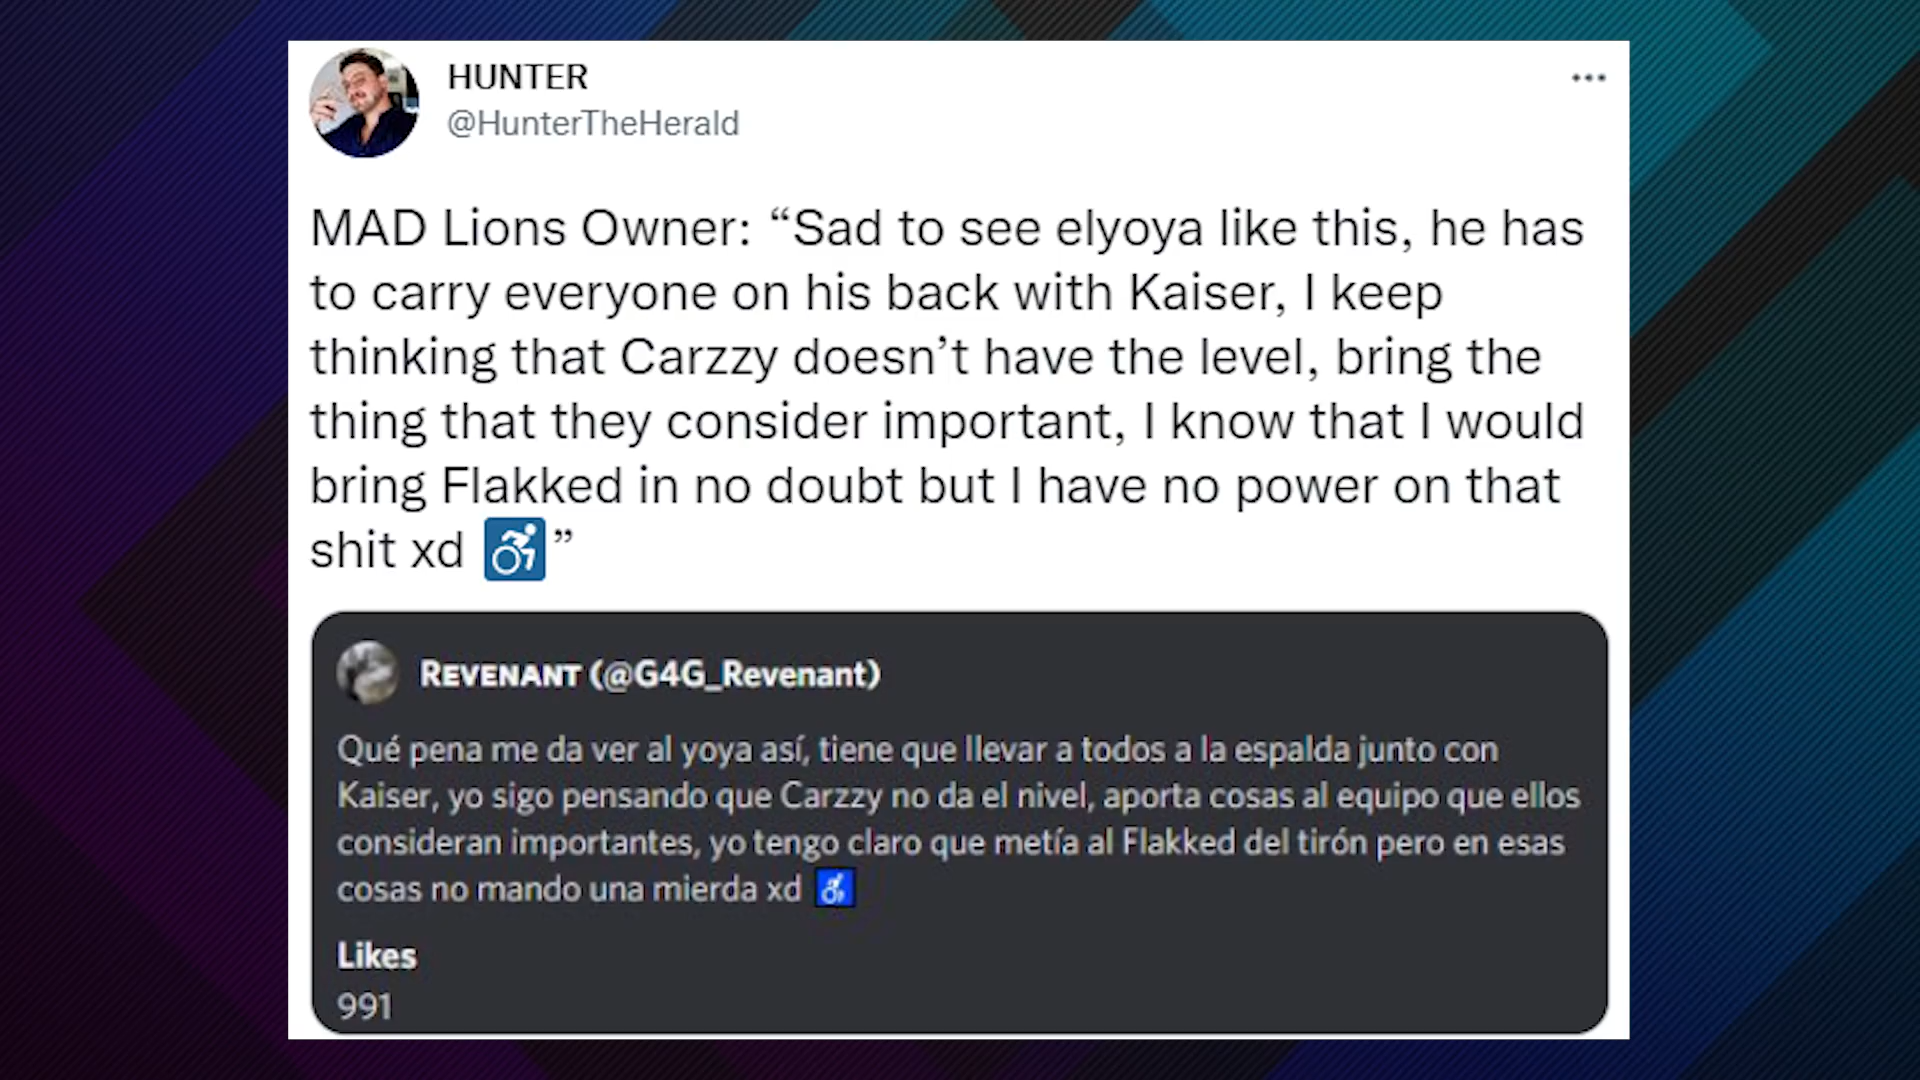 HUNTER
@HunterTheHerald
MAD Lions Owner: “Sad to see elyoya like this, he has
to carry everyone on his back with Kaiser, I keep
thinking that Carzzy doesn’t have the level, bring the
thing that they consider important, I know that I would
bring Flakked in no doubt but I have no power on that
shit xd ♿”
REVENANT (@G4G_Revenant)
Qué pena me da ver al yoya así, tiene que llevar a todos a la espalda junto con
Kaiser, yo sigo pensando que Carzzy no da el nivel, aporta cosas al equipo que ellos
consideran importantes, yo tengo claro que metía al Flakked del tirón pero en esas
cosas no mando una mierda xd ♿
Likes
991